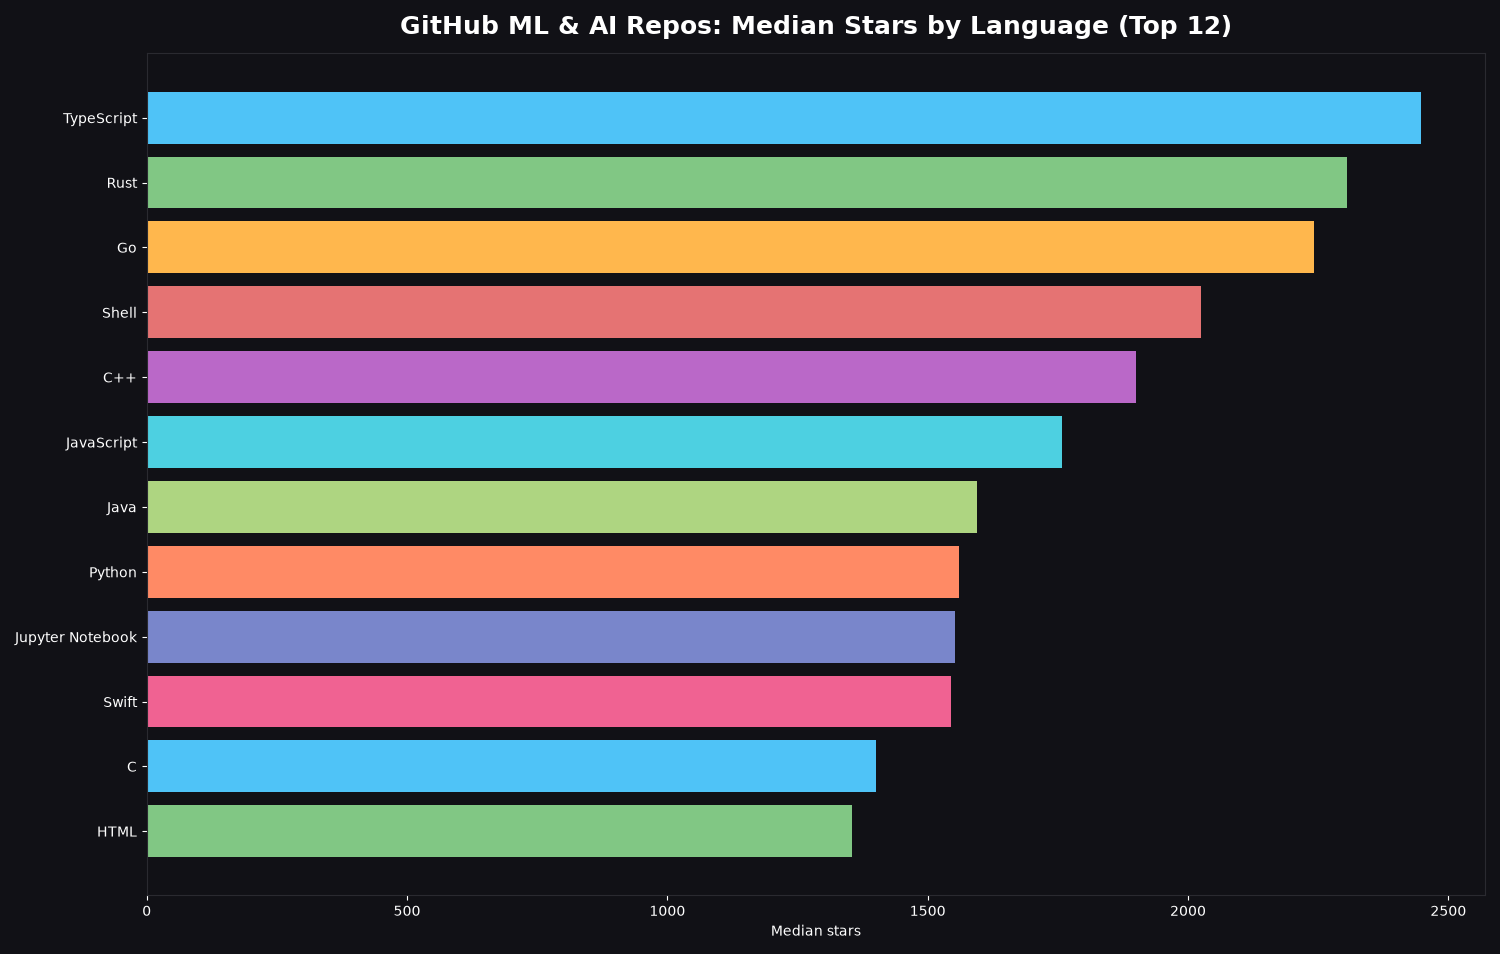 GitHub ML & AI Repos: Median Stars by Language (Top 12)
TypeScript
Rust
Go
Shell
C++
JavaScript
Java
Python
Jupyter Notebook
Swift
C
HTML
0 500 1000 1500 2000 2500
Median stars